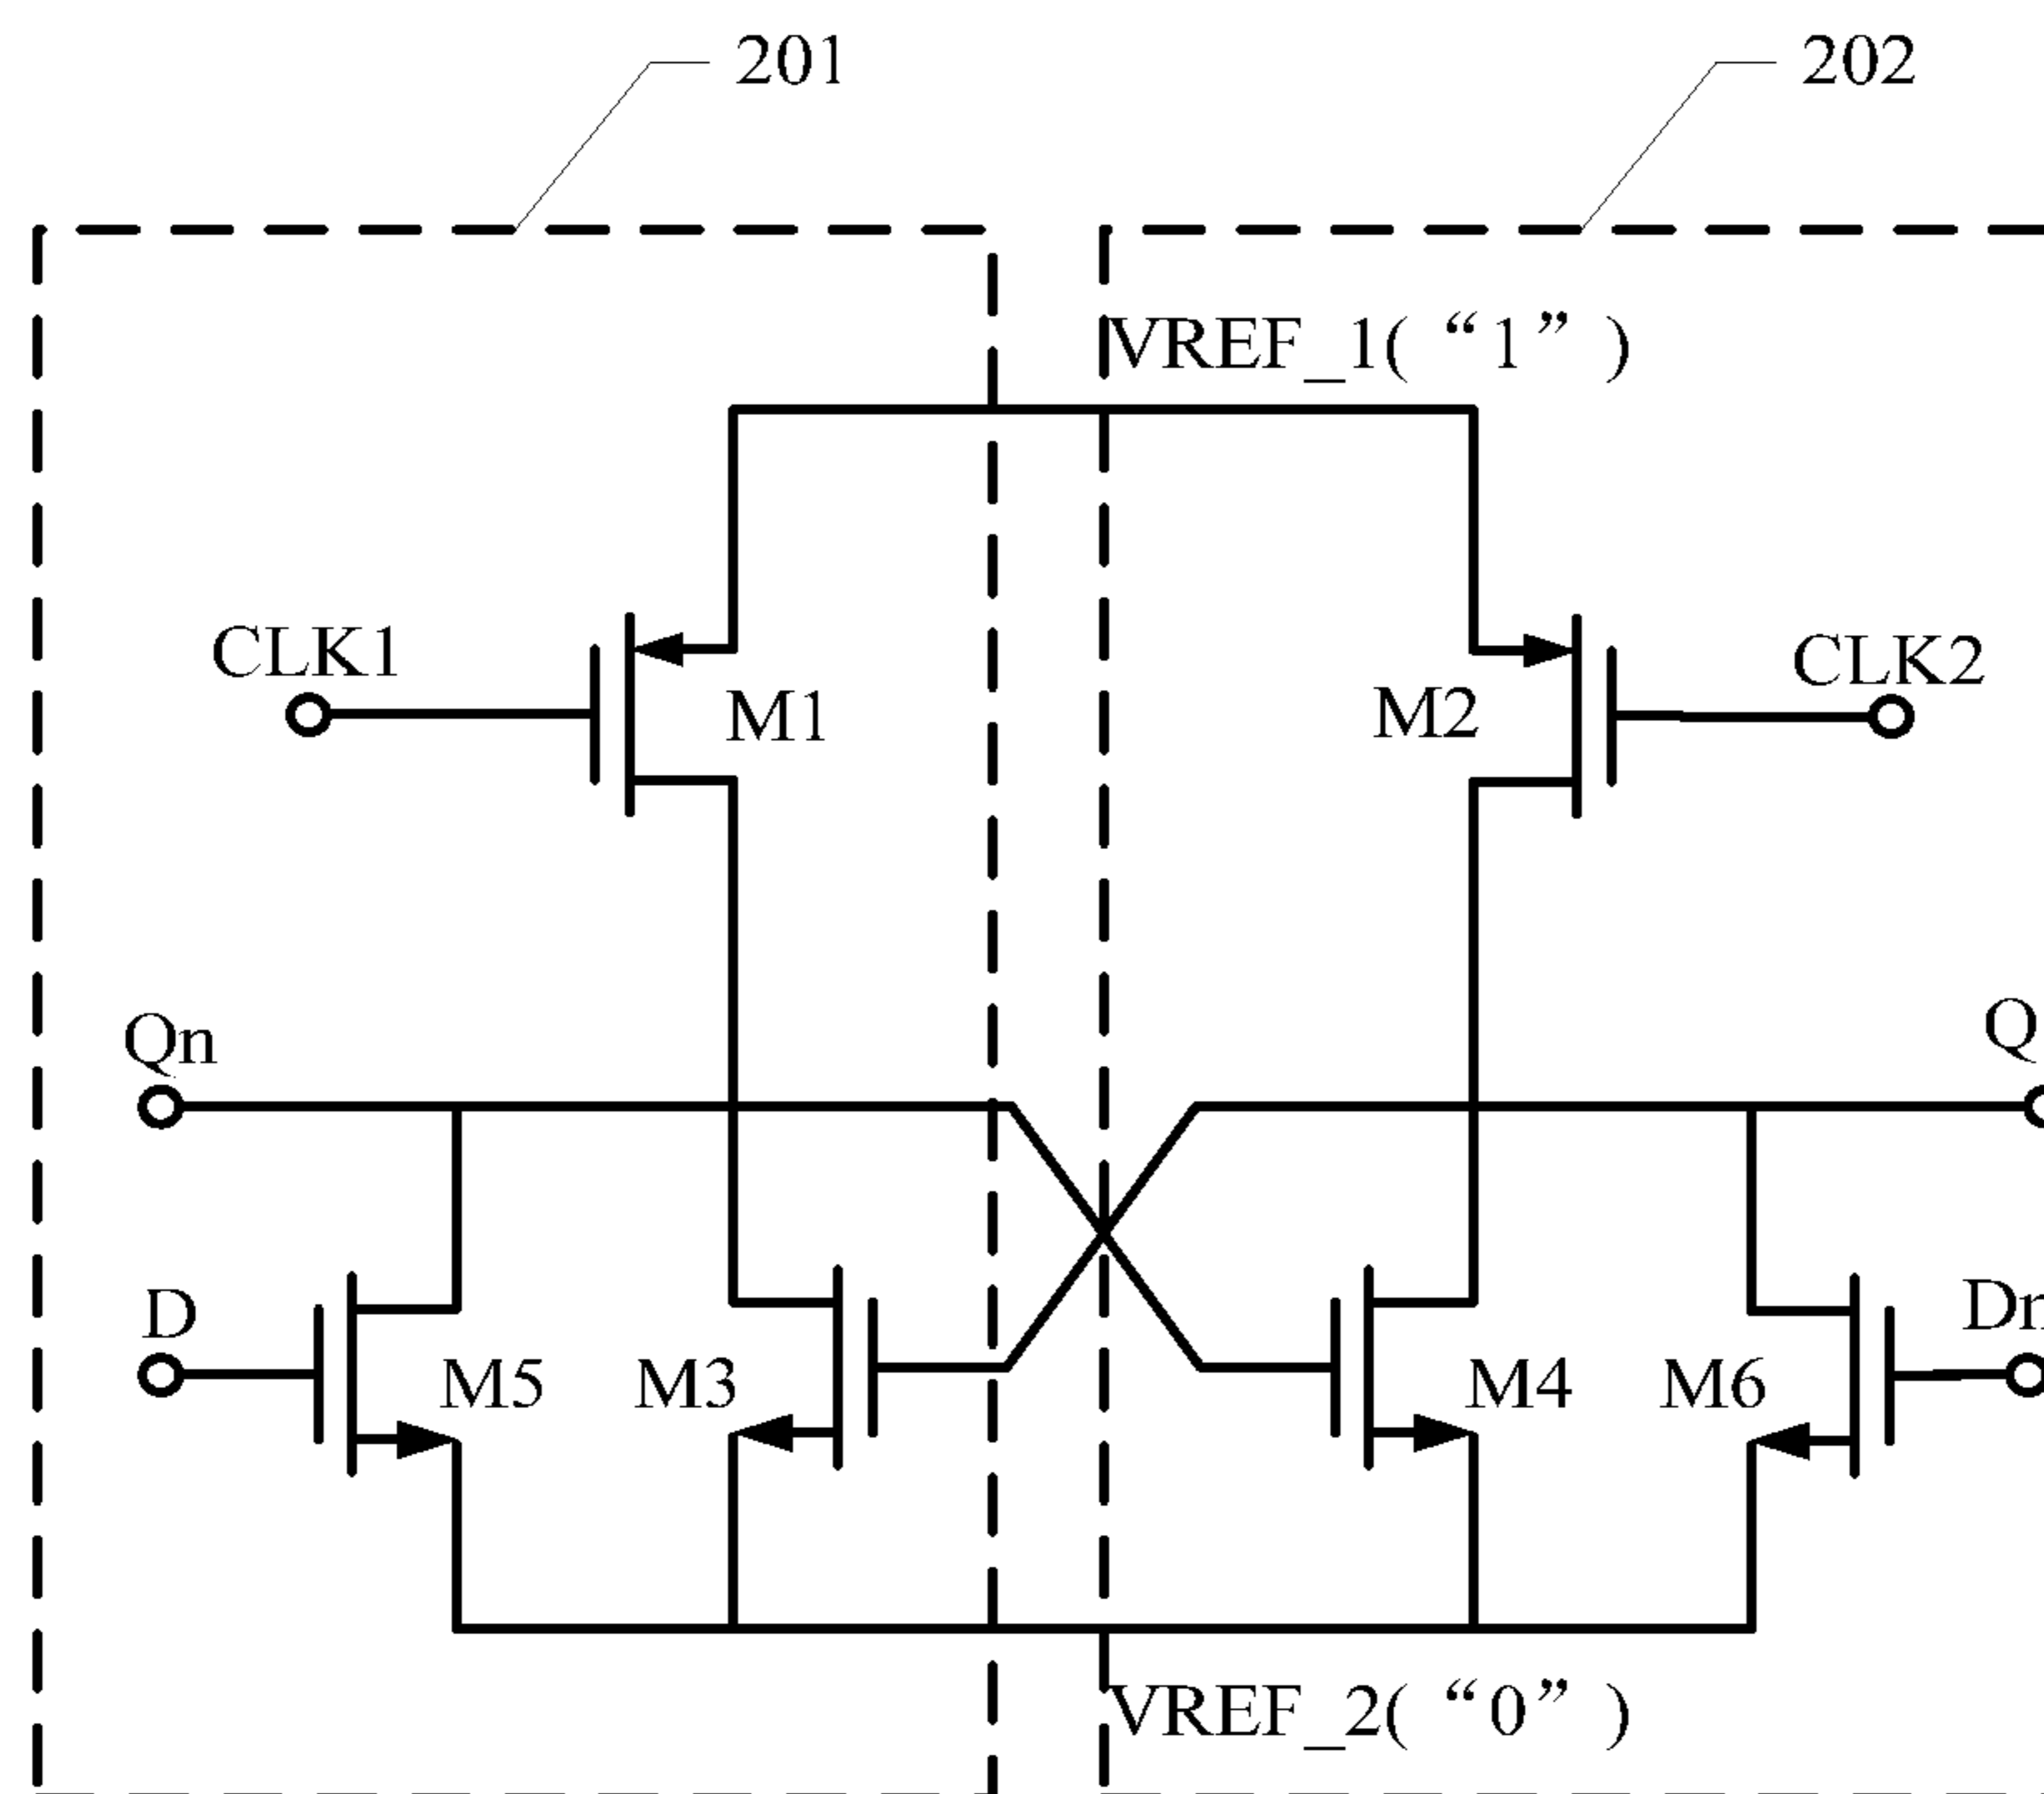 201
202
VREF_1(“1”)
CLK1
M1
M2
CLK2
Qn
Q
D
M5
M3
M4
M6
VREF_2(“0”)